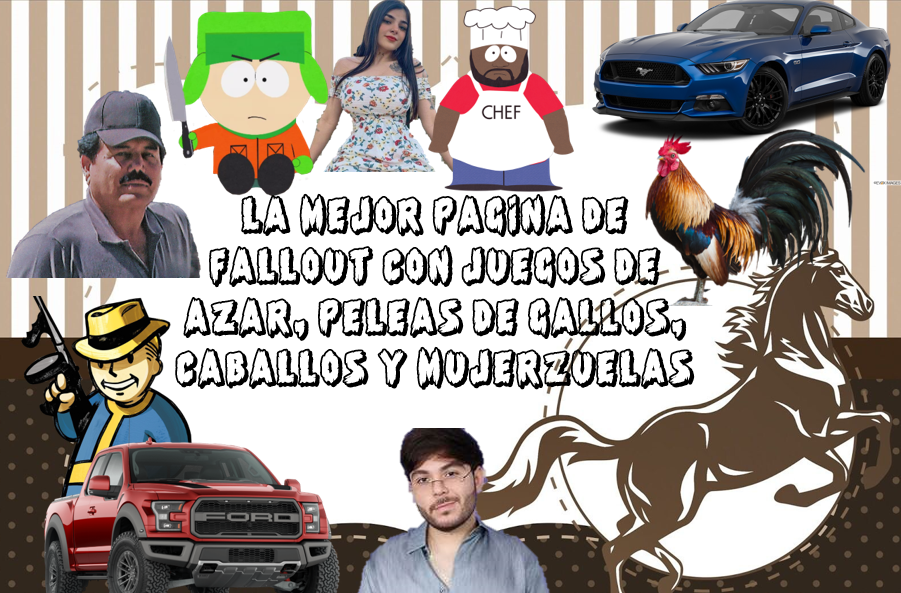 CHEF
LA MEJOR PAGINA DE
FALLOUT CON JUEGOS DE
AZAR, PELEAS DE GALLOS,
CABALLOS Y MUJERZUELAS
FORD